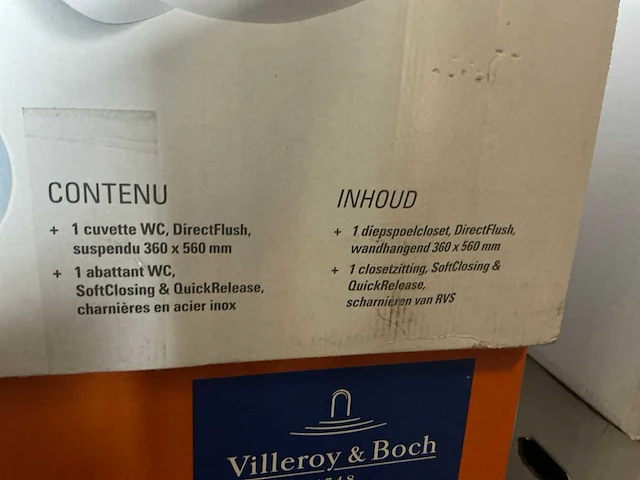 CONTENU
+ 1 cuvette WC, DirectFlush,
suspendu 360 x 560 mm
+ 1 abattant WC,
SoftClosing & QuickRelease,
charnières en acier inox
INHOUD
+ 1 diepspoelcloset, DirectFlush,
wandhangend 360 x 560 mm
+ 1 closetzitting, SoftClosing &
QuickRelease,
scharnieren van RVS
Villeroy & Boch